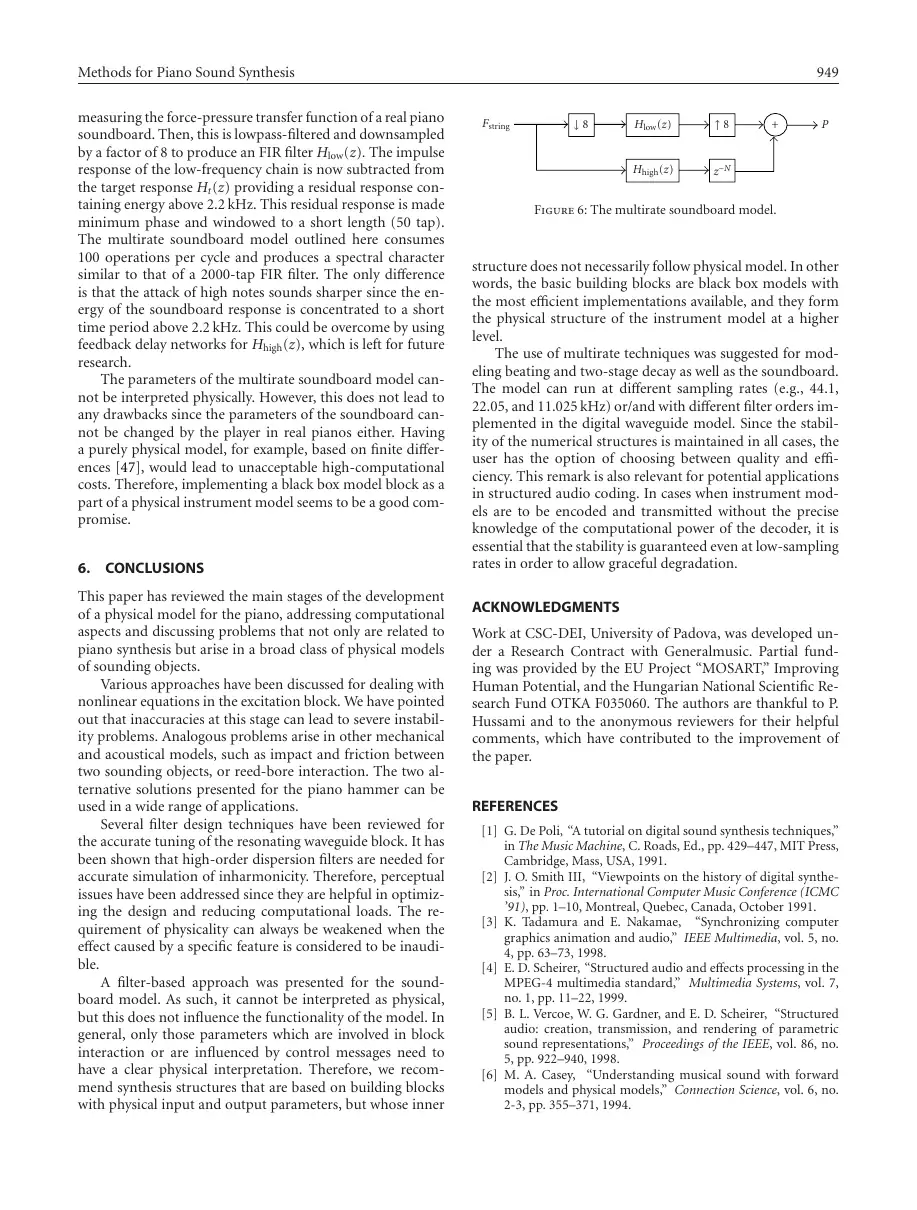 Methods for Piano Sound Synthesis 949
measuring the force-pressure transfer function of a real piano
soundboard. Then, this is lowpass-filtered and downsampled
by a factor of 8 to produce an FIR filter Hlow(z). The impulse
response of the low-frequency chain is now subtracted from
the target response Ht(z) providing a residual response con-
taining energy above 2.2 kHz. This residual response is made
minimum phase and windowed to a short length (50 tap).
The multirate soundboard model outlined here consumes
100 operations per cycle and produces a spectral character
similar to that of a 2000-tap FIR filter. The only difference
is that the attack of high notes sounds sharper since the en-
ergy of the soundboard response is concentrated to a short
time period above 2.2 kHz. This could be overcome by using
feedback delay networks for Hhigh(z), which is left for future
research.
The parameters of the multirate soundboard model can-
not be interpreted physically. However, this does not lead to
any drawbacks since the parameters of the soundboard can-
not be changed by the player in real pianos either. Having
a purely physical model, for example, based on finite differ-
ences [47], would lead to unacceptable high-computational
costs. Therefore, implementing a black box model block as a
part of a physical instrument model seems to be a good com-
promise.
6. CONCLUSIONS
This paper has reviewed the main stages of the development
of a physical model for the piano, addressing computational
aspects and discussing problems that not only are related to
piano synthesis but arise in a broad class of physical models
of sounding objects.
Various approaches have been discussed for dealing with
nonlinear equations in the excitation block. We have pointed
out that inaccuracies at this stage can lead to severe instabil-
ity problems. Analogous problems arise in other mechanical
and acoustical models, such as impact and friction between
two sounding objects, or reed-bore interaction. The two al-
ternative solutions presented for the piano hammer can be
used in a wide range of applications.
Several filter design techniques have been reviewed for
the accurate tuning of the resonating waveguide block. It has
been shown that high-order dispersion filters are needed for
accurate simulation of inharmonicity. Therefore, perceptual
issues have been addressed since they are helpful in optimiz-
ing the design and reducing computational loads. The re-
quirement of physicality can always be weakened when the
effect caused by a specific feature is considered to be inaudi-
ble.
A filter-based approach was presented for the sound-
board model. As such, it cannot be interpreted as physical,
but this does not influence the functionality of the model. In
general, only those parameters which are involved in block
interaction or are influenced by control messages need to
have a clear physical interpretation. Therefore, we recom-
mend synthesis structures that are based on building blocks
with physical input and output parameters, but whose inner
Fstring ↓ 8 Hlow(z) ↑ 8 + P
Hhigh(z) z−N
Figure 6: The multirate soundboard model.
structure does not necessarily follow physical model. In other
words, the basic building blocks are black box models with
the most efficient implementations available, and they form
the physical structure of the instrument model at a higher
level.
The use of multirate techniques was suggested for mod-
eling beating and two-stage decay as well as the soundboard.
The model can run at different sampling rates (e.g., 44.1,
22.05, and 11.025 kHz) or/and with different filter orders im-
plemented in the digital waveguide model. Since the stabil-
ity of the numerical structures is maintained in all cases, the
user has the option of choosing between quality and effi-
ciency. This remark is also relevant for potential applications
in structured audio coding. In cases when instrument mod-
els are to be encoded and transmitted without the precise
knowledge of the computational power of the decoder, it is
essential that the stability is guaranteed even at low-sampling
rates in order to allow graceful degradation.
ACKNOWLEDGMENTS
Work at CSC-DEI, University of Padova, was developed un-
der a Research Contract with Generalmusic. Partial fund-
ing was provided by the EU Project “MOSART,” Improving
Human Potential, and the Hungarian National Scientific Re-
search Fund OTKA F035060. The authors are thankful to P.
Hussami and to the anonymous reviewers for their helpful
comments, which have contributed to the improvement of
the paper.
REFERENCES
[1] G. De Poli, “A tutorial on digital sound synthesis techniques,”
in The Music Machine, C. Roads, Ed., pp. 429–447, MIT Press,
Cambridge, Mass, USA, 1991.
[2] J. O. Smith III, “Viewpoints on the history of digital synthe-
sis,” in Proc. International Computer Music Conference (ICMC
’91), pp. 1–10, Montreal, Quebec, Canada, October 1991.
[3] K. Tadamura and E. Nakamae, “Synchronizing computer
graphics animation and audio,” IEEE Multimedia, vol. 5, no.
4, pp. 63–73, 1998.
[4] E. D. Scheirer, “Structured audio and effects processing in the
MPEG-4 multimedia standard,” Multimedia Systems, vol. 7,
no. 1, pp. 11–22, 1999.
[5] B. L. Vercoe, W. G. Gardner, and E. D. Scheirer, “Structured
audio: creation, transmission, and rendering of parametric
sound representations,” Proceedings of the IEEE, vol. 86, no.
5, pp. 922–940, 1998.
[6] M. A. Casey, “Understanding musical sound with forward
models and physical models,” Connection Science, vol. 6, no.
2-3, pp. 355–371, 1994.